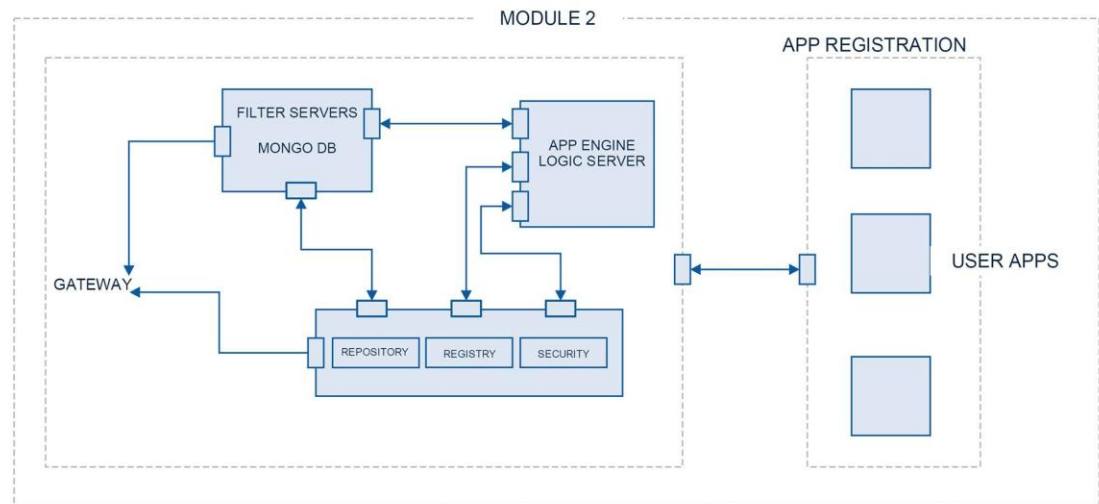 MODULE 2
APP REGISTRATION
FILTER SERVERS
MONGO DB
APP ENGINE
LOGIC SERVER
USER APPS
GATEWAY
REPOSITORY
REGISTRY
SECURITY